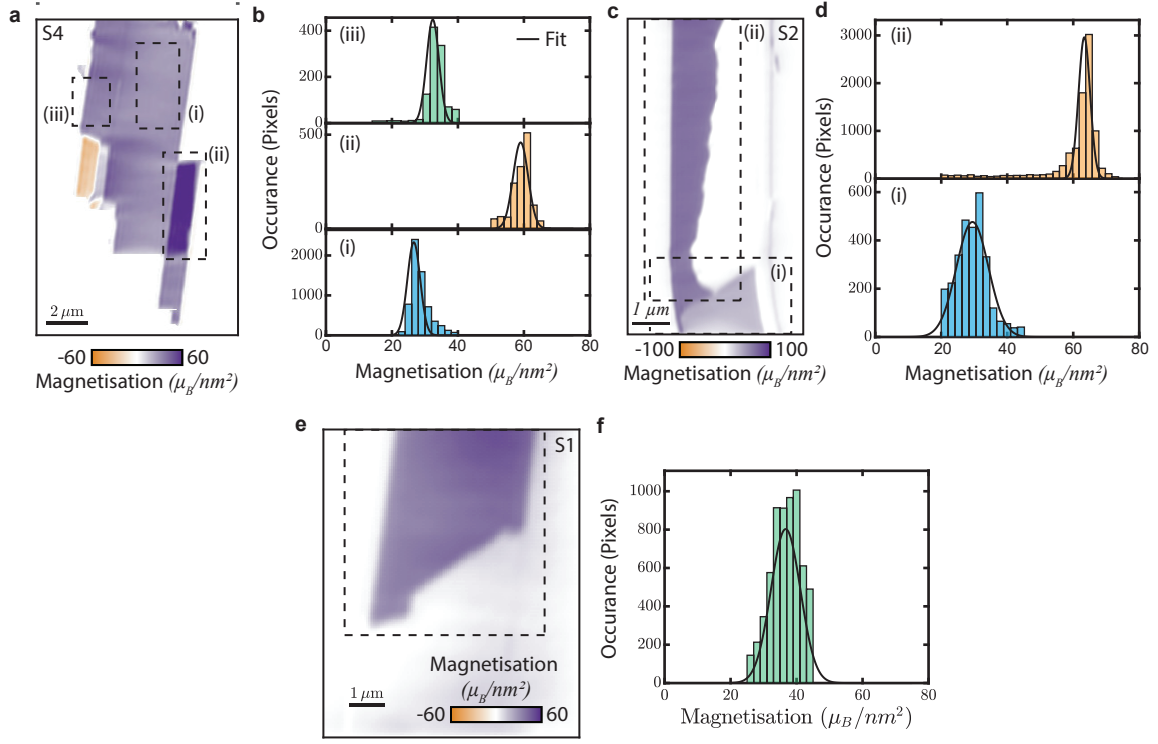 a
S4
(iii)
(i)
(ii)
2 μm
-60 60
Magnetisation (μB/nm²)
b
Occurance (Pixels)
(iii)
Fit
400
200
0
(ii)
500
0
(i)
2000
1000
0
0 20 40 60 80
Magnetisation (μB/nm²)
c
(ii) S2
(i)
1 μm
-100 100
Magnetisation (μB/nm²)
d
Occurance (Pixels)
(ii)
3000
2000
1000
0
Occurance (Pixels)
(i)
600
400
200
0
0 20 40 60 80
Magnetisation (μB/nm²)
e
S1
Magnetisation
(μB/nm²)
1 μm
-60 60
f
Occurance (Pixels)
1000
800
600
400
200
0
0 20 40 60 80
Magnetisation (μB/nm²)